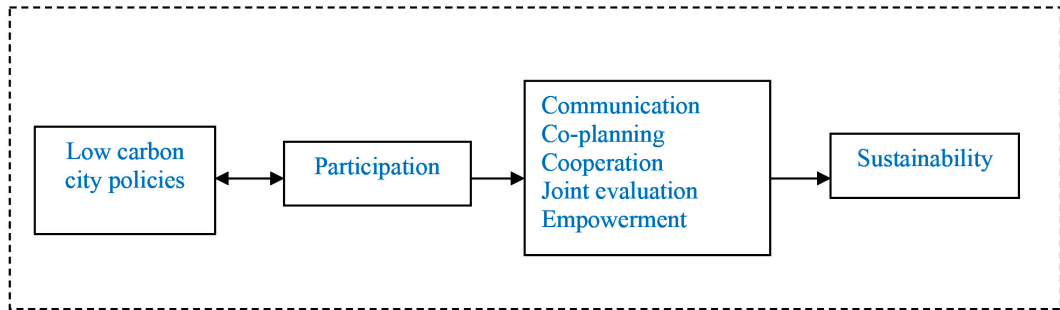 Low carbon
city policies
Participation
Communication
Co-planning
Cooperation
Joint evaluation
Empowerment
Sustainability